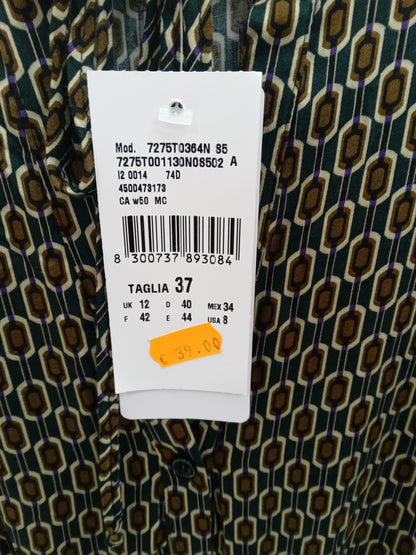 Mod. 7275T0364N 85
7275T001130N08502 A
I2 0014 74D
4500473173
CA w50 MC
8 300737 893084
TAGLIA 37
UK 12 D 40 MEX 34
F 42 E 44 USA 8
€ 39.00